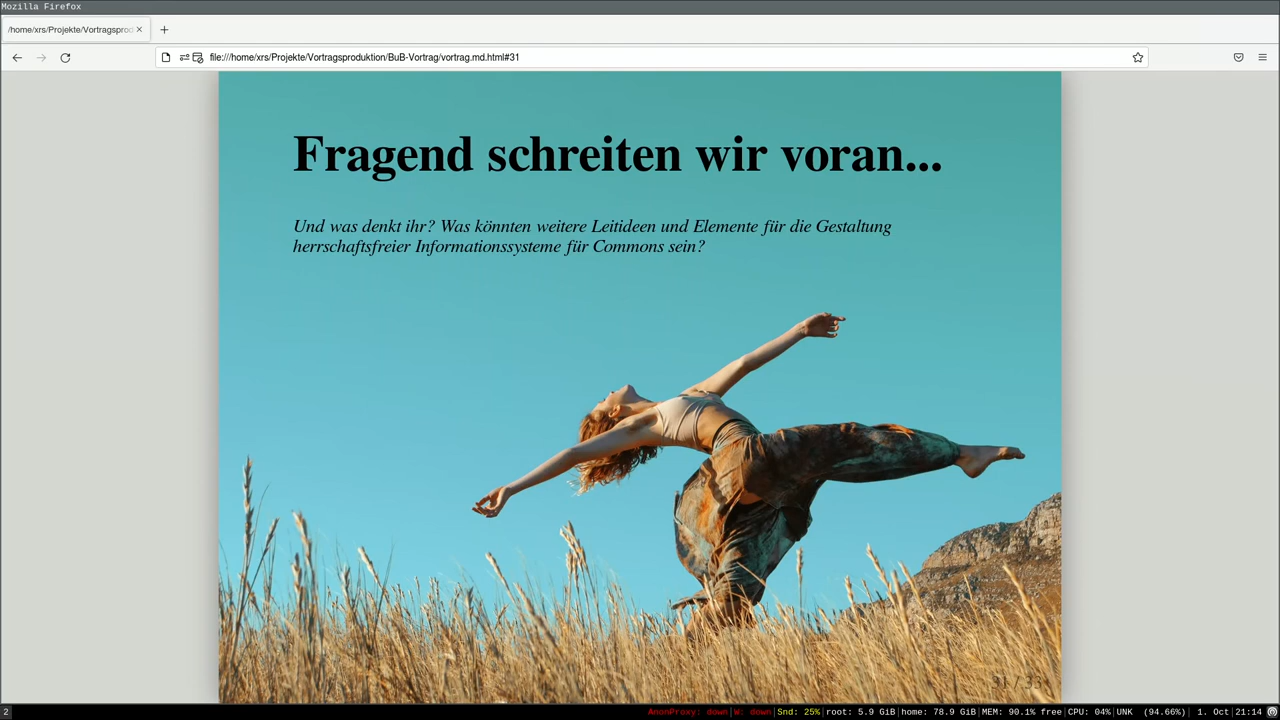 Mozilla Firefox
/home/xrs/Projekte/Vortragsprod
file:///home/xrs/Projekte/Vortragsproduktion/BuB-Vortrag/vortrag.md.html#31
Fragend schreiten wir voran...
Und was denkt ihr? Was könnten weitere Leitideen und Elemente für die Gestaltung
herrschaftsfreier Informationssysteme für Commons sein?
31 / 33
2 AnonProxy: down|W: down|Snd: 25%|root: 5.9 GiB|home: 78.9 GiB|MEM: 90.1% free|CPU: 04%|UNK (94.66%)| 1. Oct|21:14